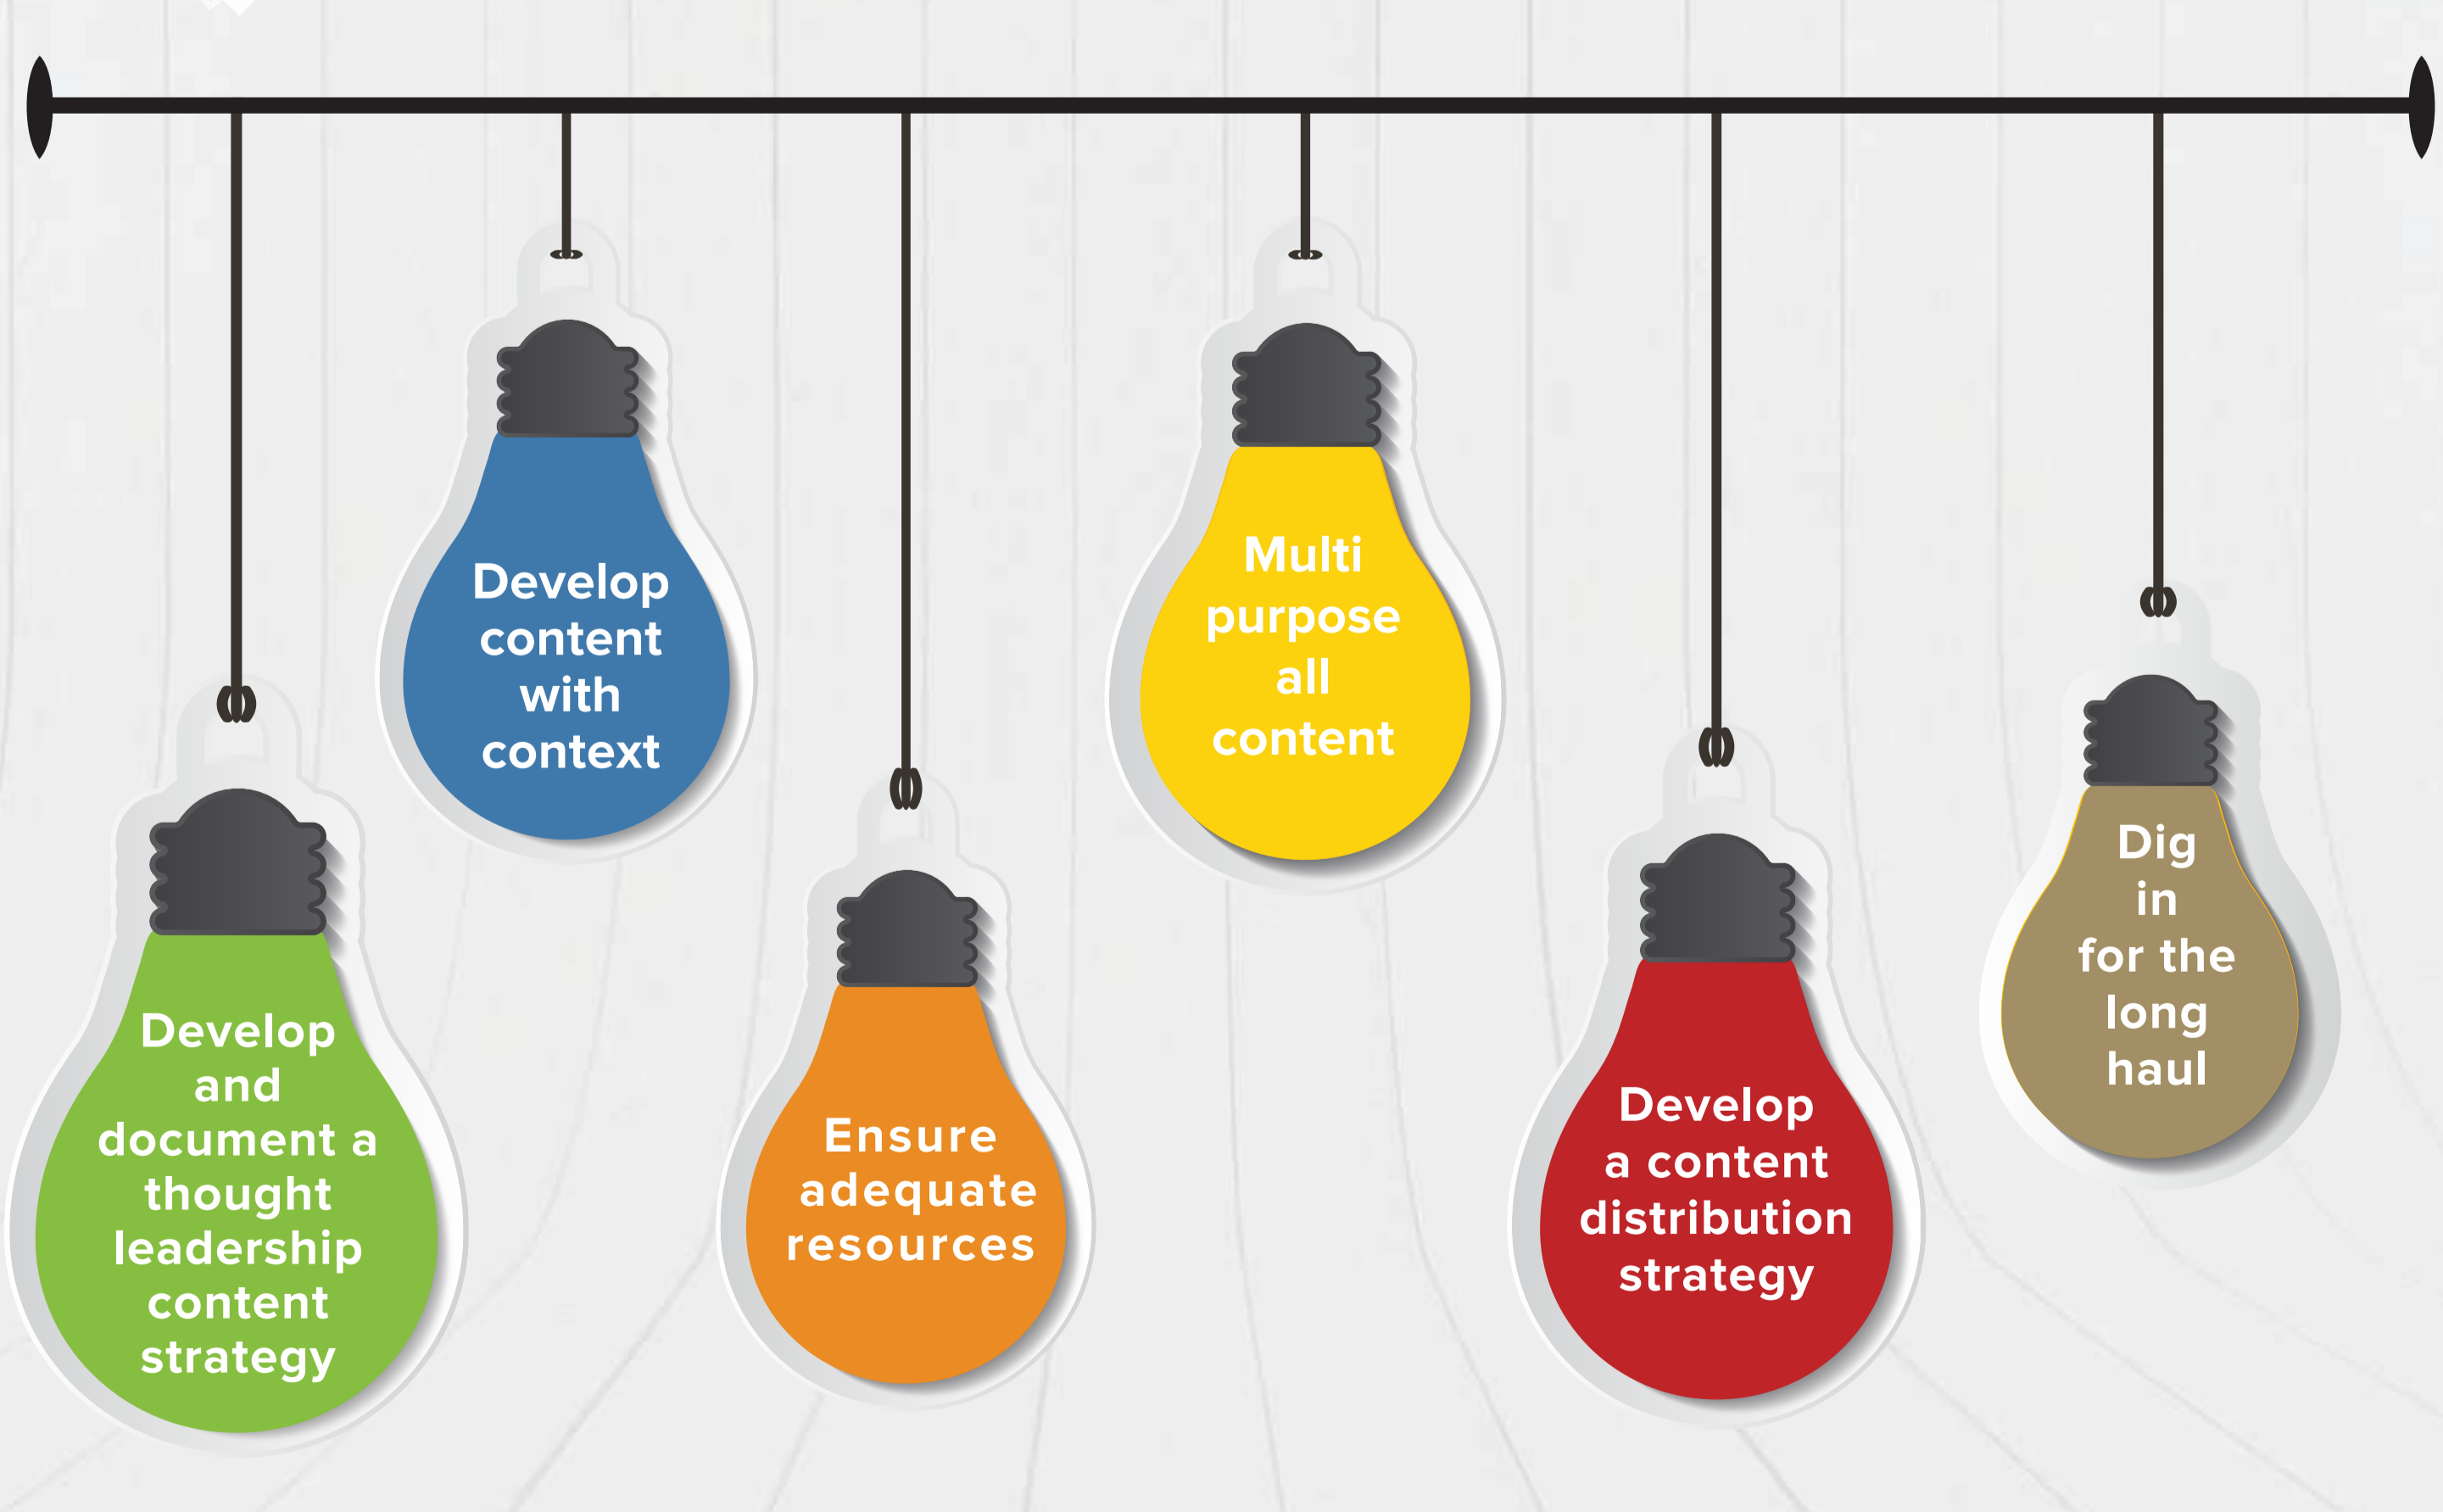 Develop
and
document a
thought
leadership
content
strategy
Develop
content
with
context
Ensure
adequate
resources
Multi
purpose
all
content
Develop
a content
distribution
strategy
Dig
in
for the
long
haul